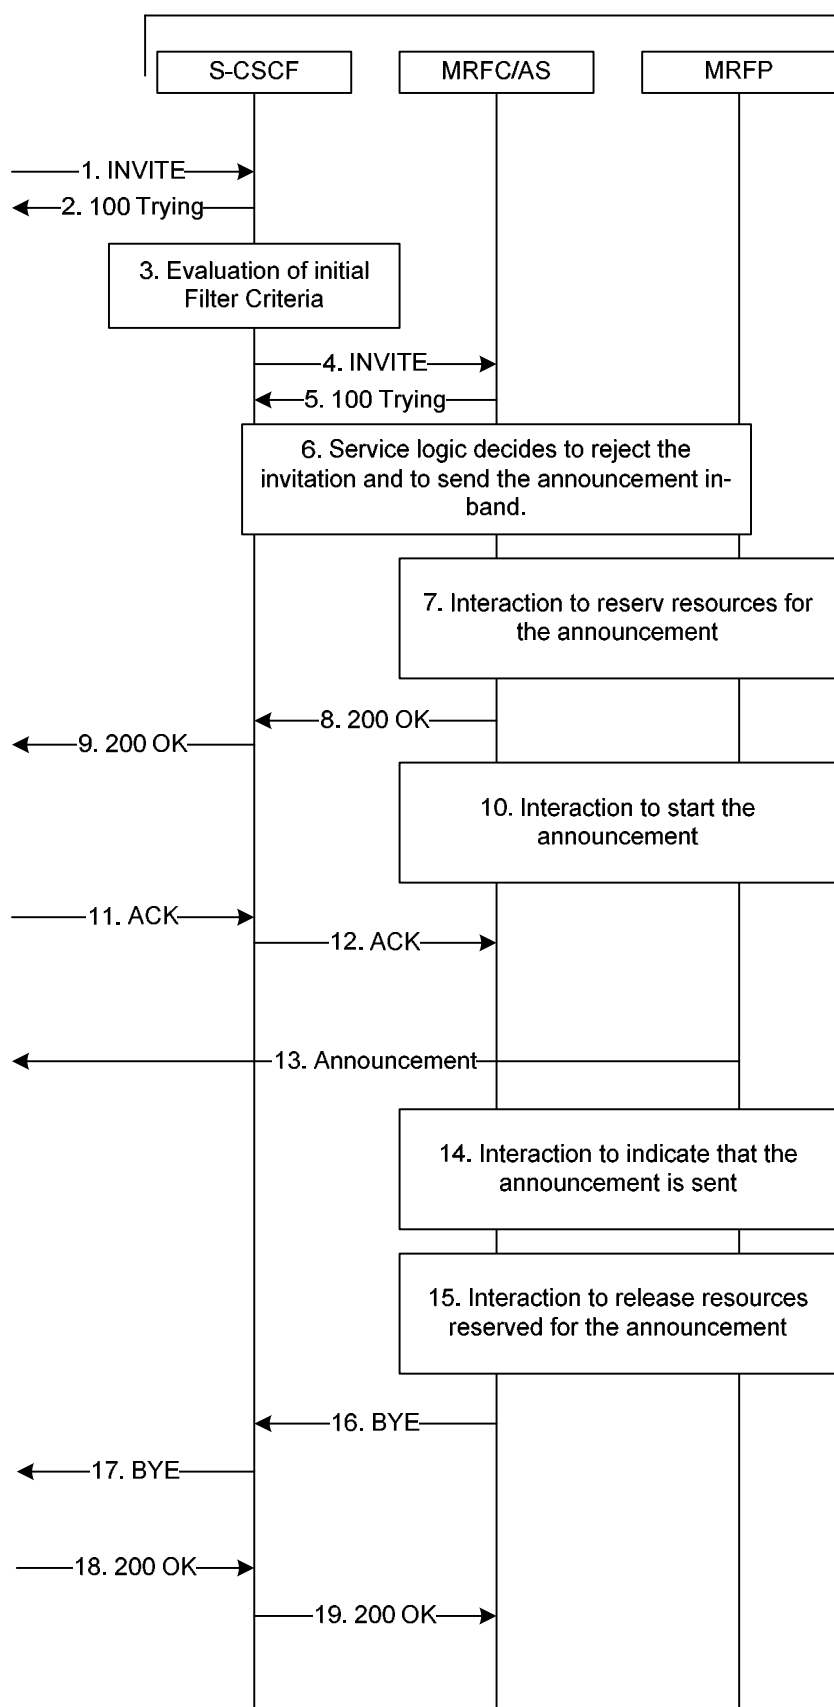 S-CSCF
MRFC/AS
MRFP
1. INVITE
2. 100 Trying
3. Evaluation of initial
Filter Criteria
4. INVITE
5. 100 Trying
6. Service logic decides to reject the
invitation and to send the announcement in-
band.
7. Interaction to reserv resources for
the announcement
8. 200 OK
9. 200 OK
10. Interaction to start the
announcement
11. ACK
12. ACK
13. Announcement
14. Interaction to indicate that the
announcement is sent
15. Interaction to release resources
reserved for the announcement
16. BYE
17. BYE
18. 200 OK
19. 200 OK